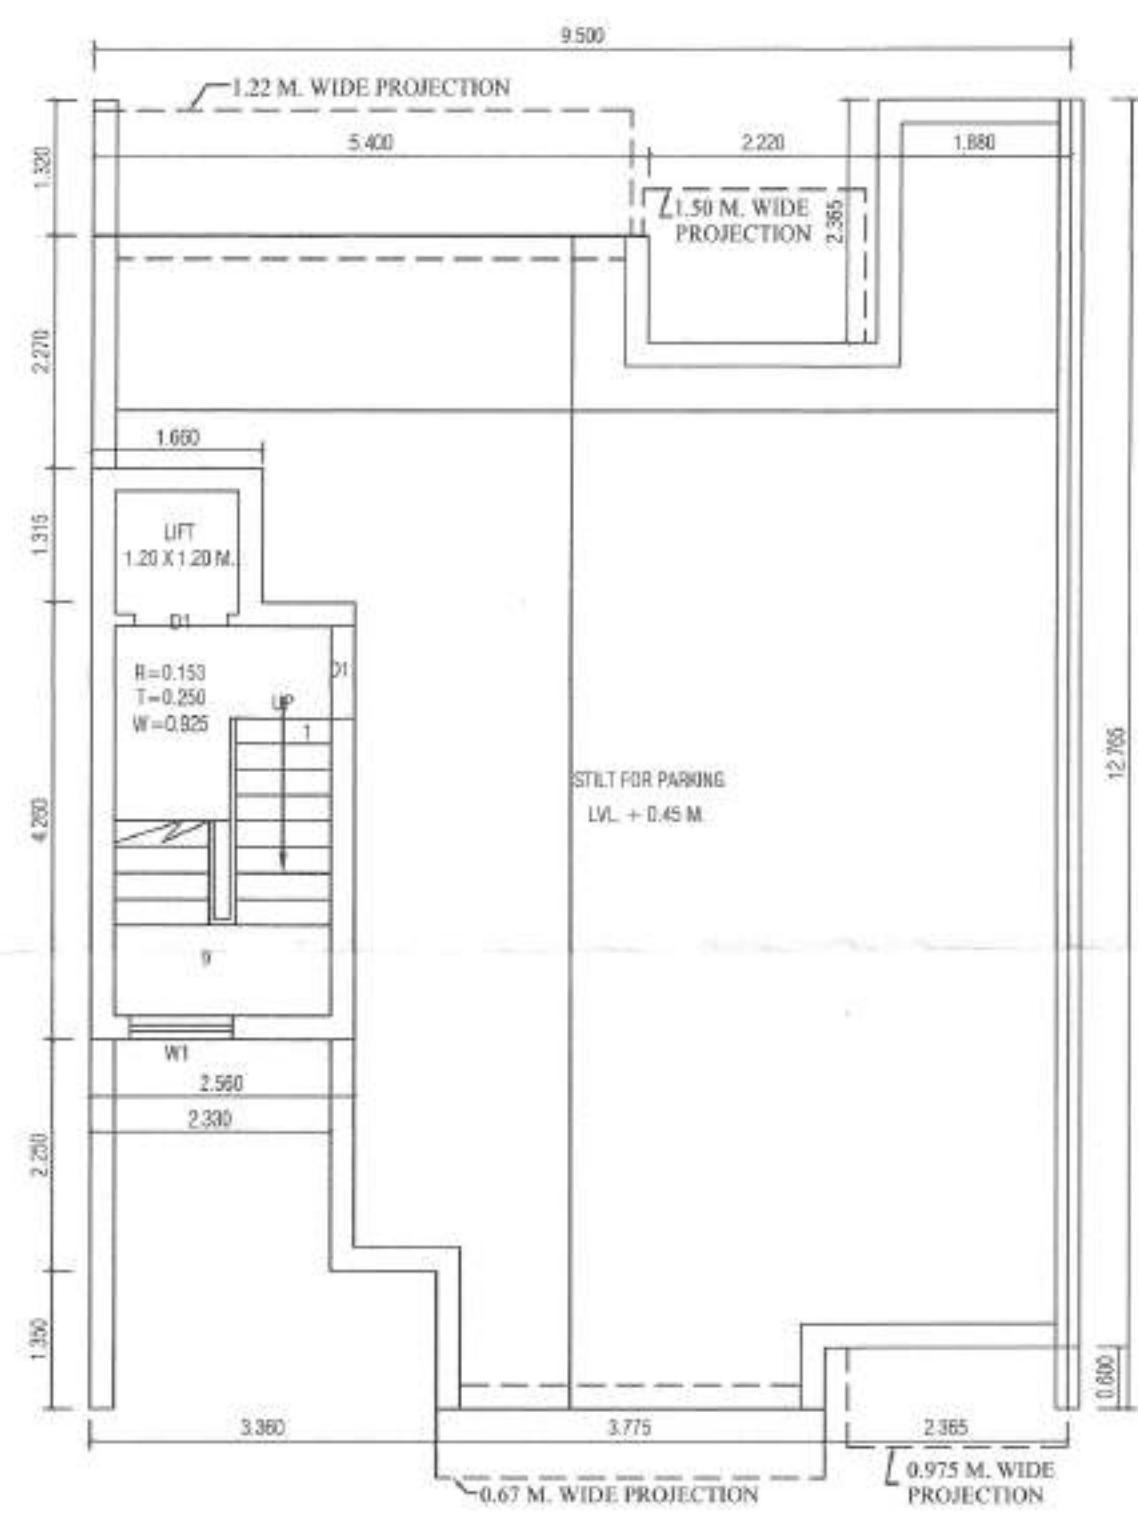 9.500
1.22 M. WIDE PROJECTION
5.400
2.220
1.880
1.320
1.50 M. WIDE
PROJECTION
2.365
2.270
1.660
LIFT
1.20 X 1.20 M.
1.315
D1
R=0.153
T=0.250
W=0.925
D1
UP
1
STILT FOR PARKING
LVL. + 0.45 M.
12.765
4.260
9
W1
2.560
2.330
2.250
1.350
0.600
3.360
3.775
2.365
0.67 M. WIDE PROJECTION
0.975 M. WIDE
PROJECTION